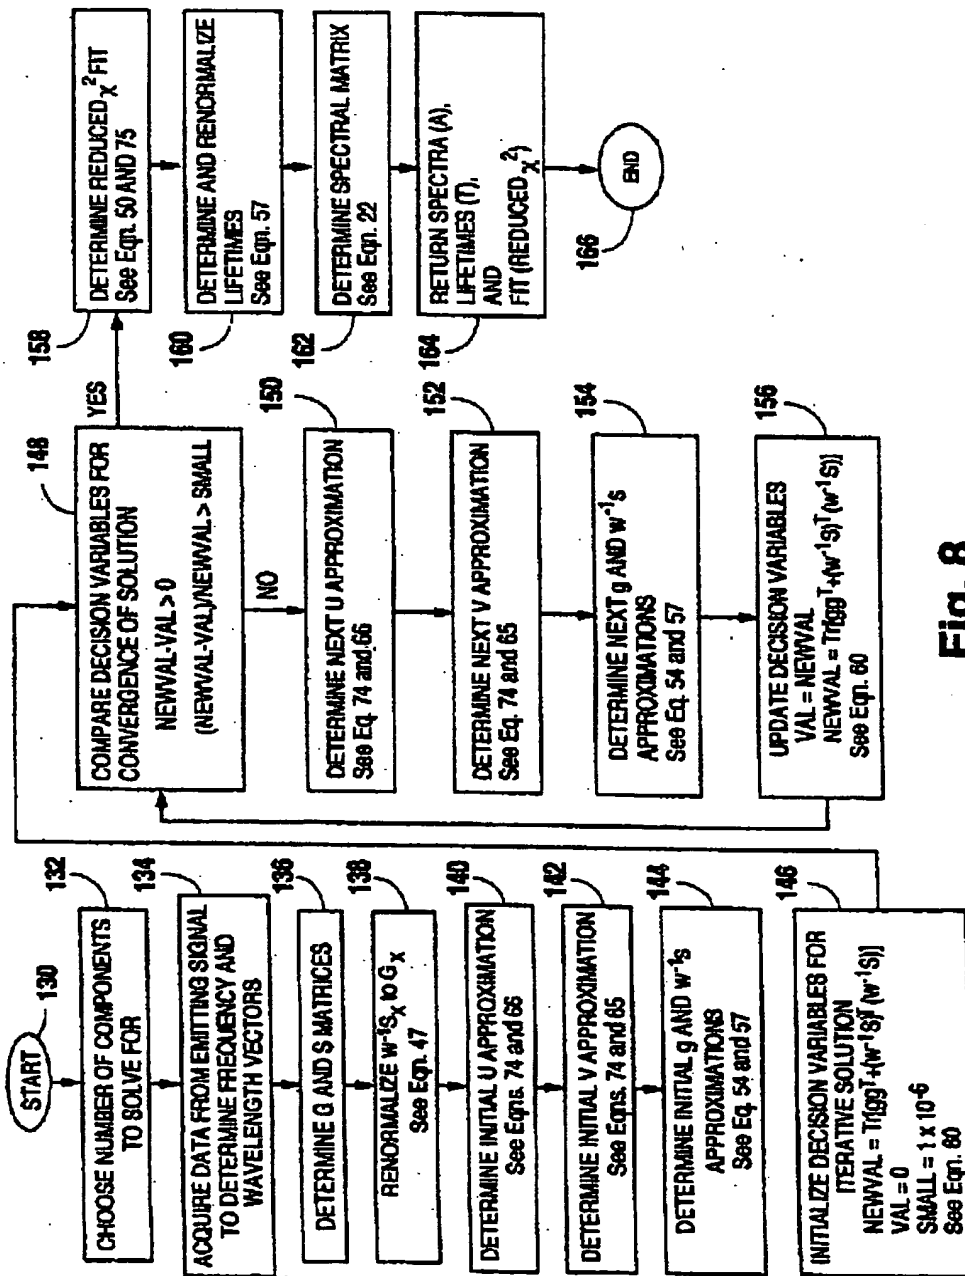 START
130
CHOOSE NUMBER OF COMPONENTS
TO SOLVE FOR
132
ACQUIRE DATA FROM EMITTING SIGNAL
TO DETERMINE FREQUENCY AND
WAVELENGTH VECTORS
134
DETERMINE G AND S MATRICES
136
RENORMALIZE w⁻¹Sₓ TO Gₓ
See Eqn. 47
138
DETERMINE INITIAL U APPROXIMATION
See Eqns. 74 and 66
140
DETERMINE INITIAL V APPROXIMATION
See Eqns. 74 and 65
142
DETERMINE INITIAL g AND w⁻¹s
APPROXIMATIONS
See Eq. 54 and 57
144
INITIALIZE DECISION VARIABLES FOR
ITERATIVE SOLUTION
NEWVAL = Tr[ggᵀ+(w⁻¹S)ᵀ(w⁻¹S)]
VAL = 0
SMALL = 1 x 10⁻⁶
See Eqn. 60
146
COMPARE DECISION VARIABLES FOR
CONVERGENCE OF SOLUTION
NEWVAL-VAL > 0
(NEWVAL-VAL)/NEWVAL > SMALL
148
YES
NO
DETERMINE NEXT U APPROXIMATION
See Eq. 74 and 66
150
DETERMINE NEXT V APPROXIMATION
See Eq. 74 and 65
152
DETERMINE NEXT g AND w⁻¹s
APPROXIMATIONS
See Eq. 54 and 57
154
UPDATE DECISION VARIABLES
VAL = NEWVAL
NEWVAL = Tr[ggᵀ+(w⁻¹S)ᵀ(w⁻¹S)]
See Eqn. 60
156
DETERMINE REDUCED χ² FIT
See Eqn. 50 AND 75
158
DETERMINE AND RENORMALIZE
LIFETIMES
See Eqn. 57
160
DETERMINE SPECTRAL MATRIX
See Eqn. 22
162
RETURN SPECTRA (A),
LIFETIMES (T),
AND
FIT (REDUCED χ²)
164
END
166
Fig. 8